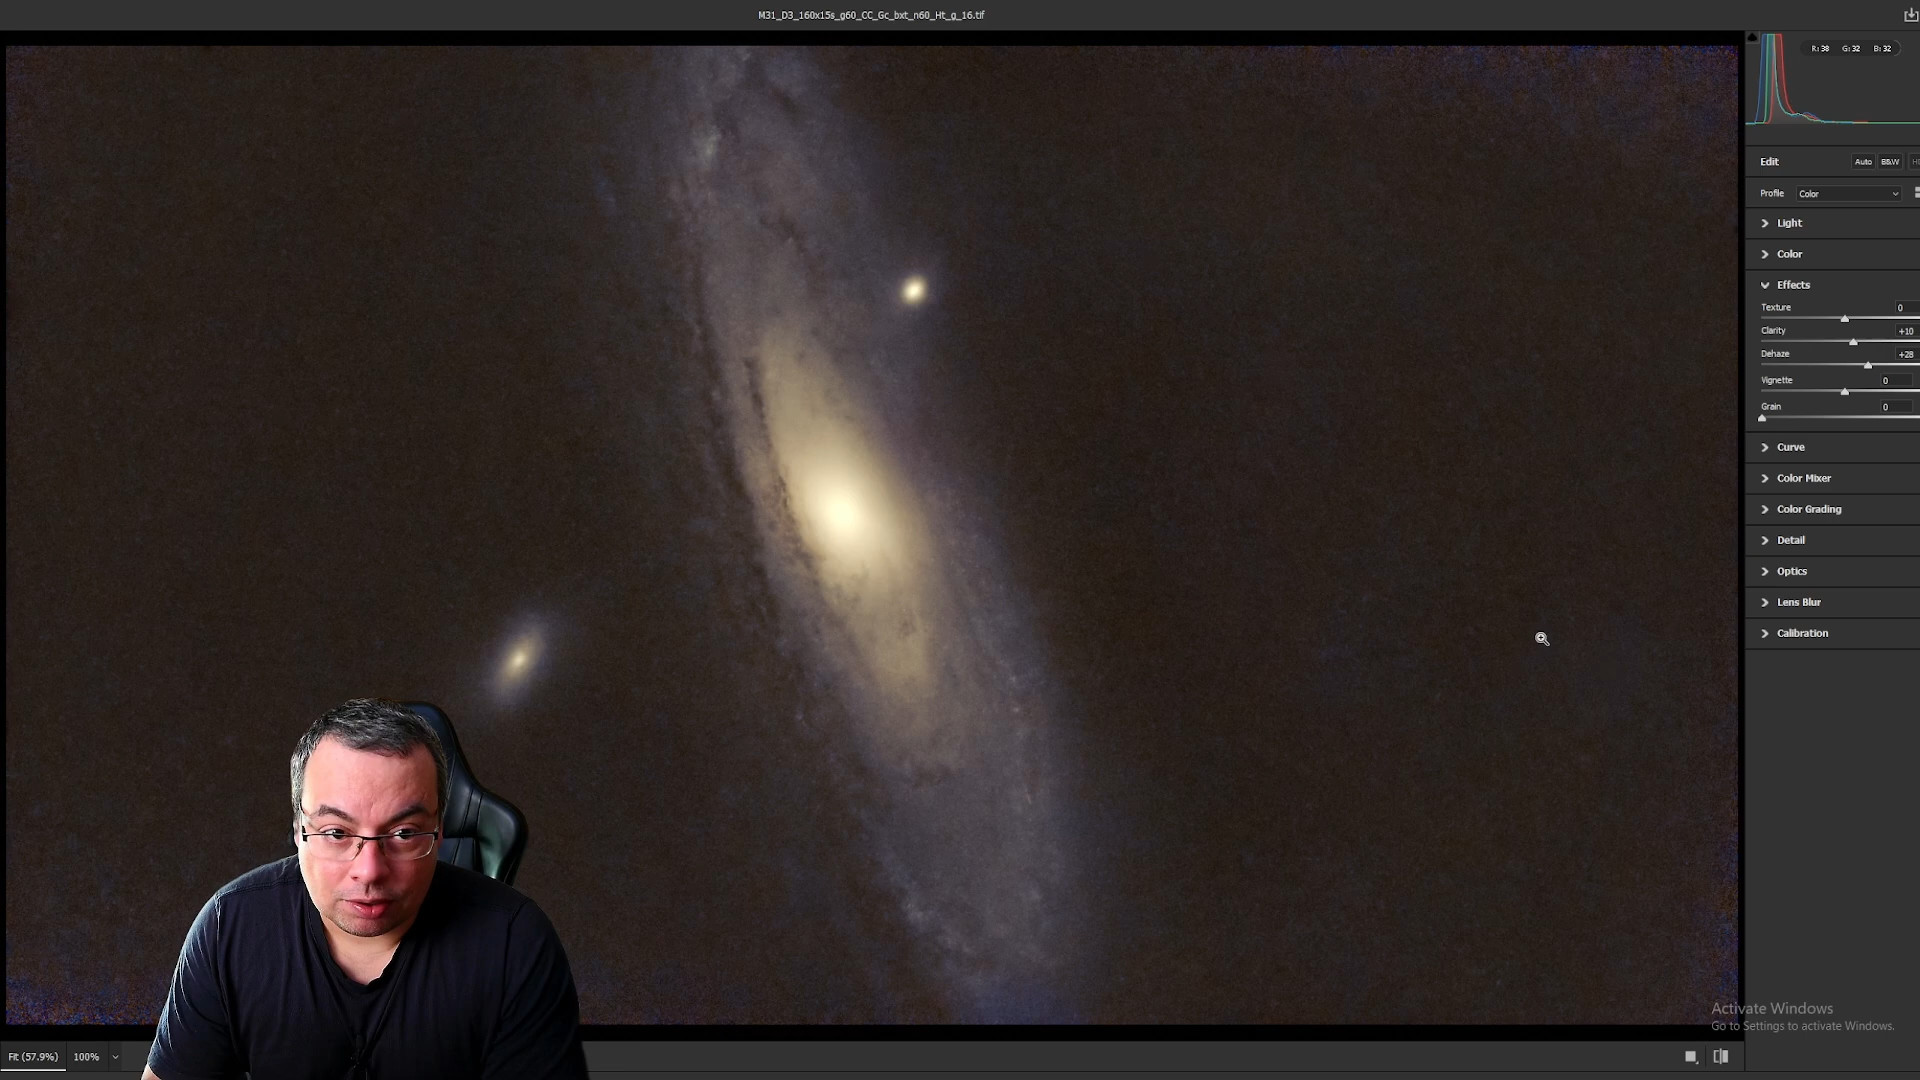 M31_D3_160x15s_g60_CC_Gc_bxt_n60_Ht_g_16.tif
R: 38 G: 32 B: 32
Edit Auto B&W
Profile Color
Light
Color
Effects
Texture 0
Clarity +10
Dehaze +28
Vignette 0
Grain 0
Curve
Color Mixer
Color Grading
Detail
Optics
Lens Blur
Calibration
Activate Windows
Go to Settings to activate Windows.
Fit (57.9%) 100%